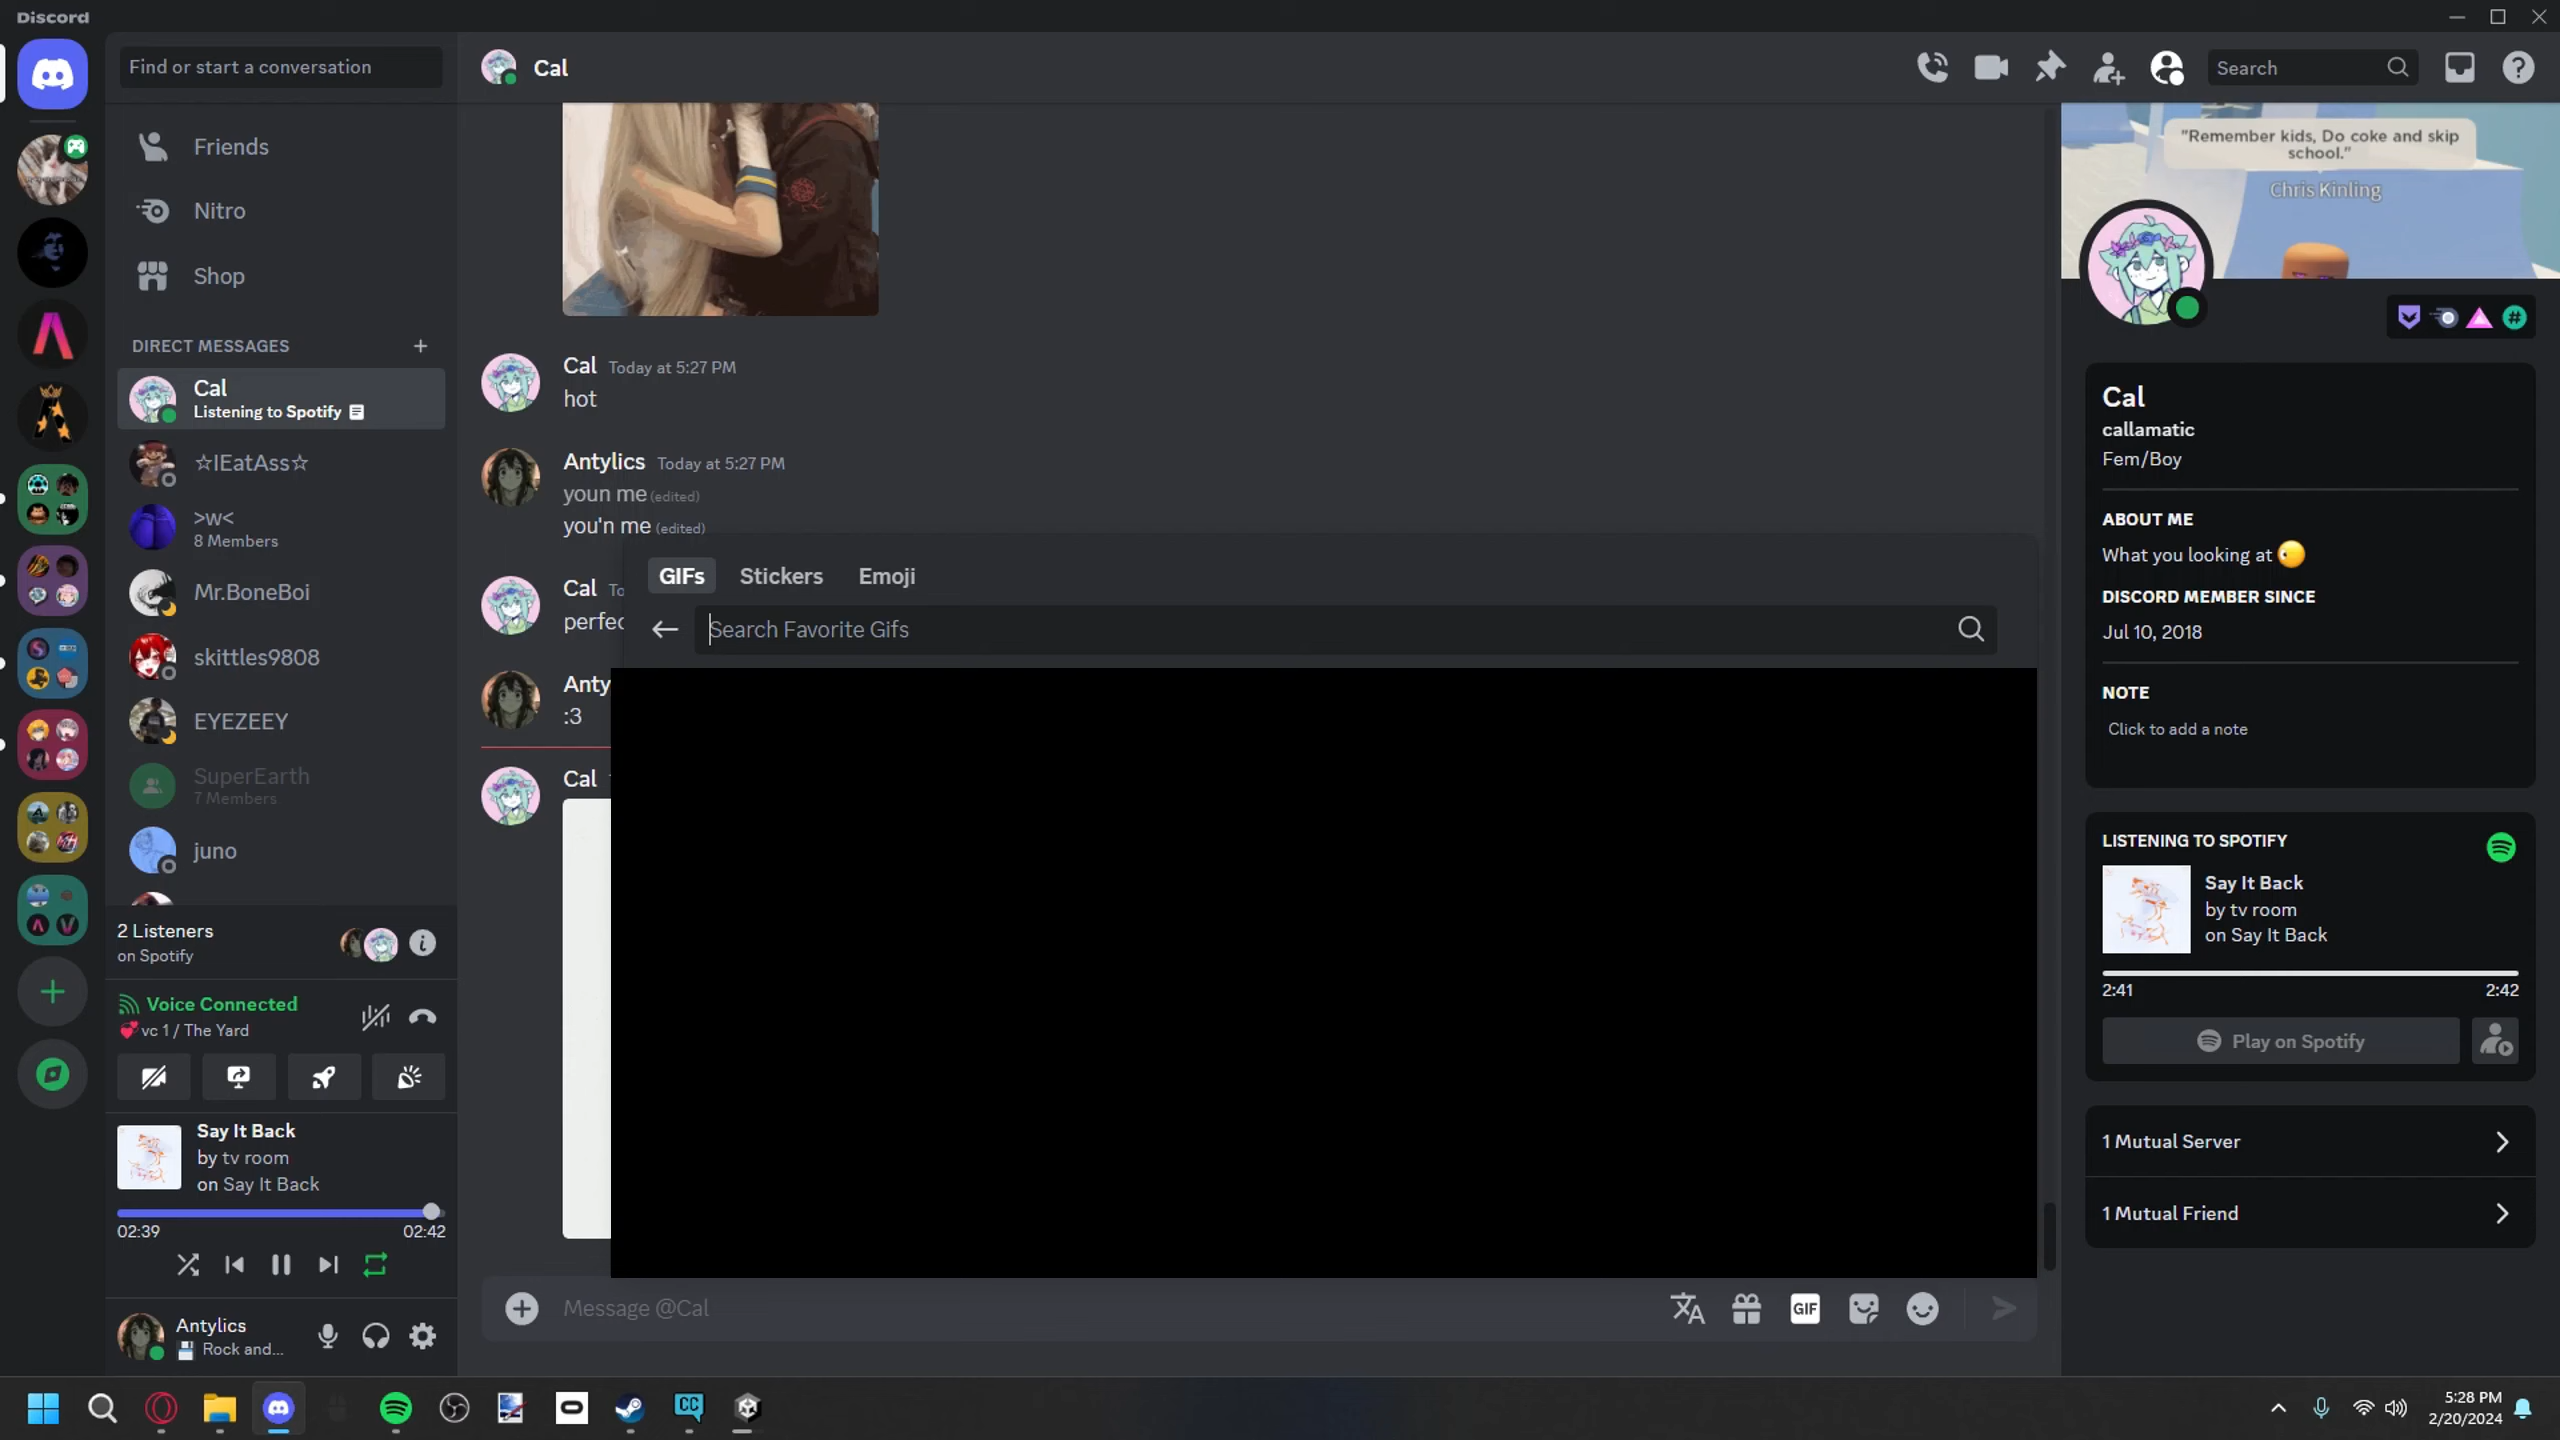 Discord
Find or start a conversation
Friends
Nitro
Shop
DIRECT MESSAGES
Cal
Listening to Spotify
☆IEatAss☆
>w<
8 Members
Mr.BoneBoi
skittles9808
EYEZEEY
SuperEarth
7 Members
juno
2 Listeners
on Spotify
Voice Connected
vc 1 / The Yard
Say It Back
by tv room
on Say It Back
02:39
02:42
Antylics
Rock and...
Cal
Search
Cal Today at 5:27 PM
hot
Antylics Today at 5:27 PM
youn me (edited)
you'n me (edited)
Cal To
perfec
Anty
:3
Cal
GIFs
Stickers
Emoji
Search Favorite Gifs
Message @Cal
GIF
"Remember kids, Do coke and skip
school."
Chris Kinling
Cal
callamatic
Fem/Boy
ABOUT ME
What you looking at
DISCORD MEMBER SINCE
Jul 10, 2018
NOTE
Click to add a note
LISTENING TO SPOTIFY
Say It Back
by tv room
on Say It Back
2:41
2:42
Play on Spotify
1 Mutual Server
1 Mutual Friend
CC
5:28 PM
2/20/2024